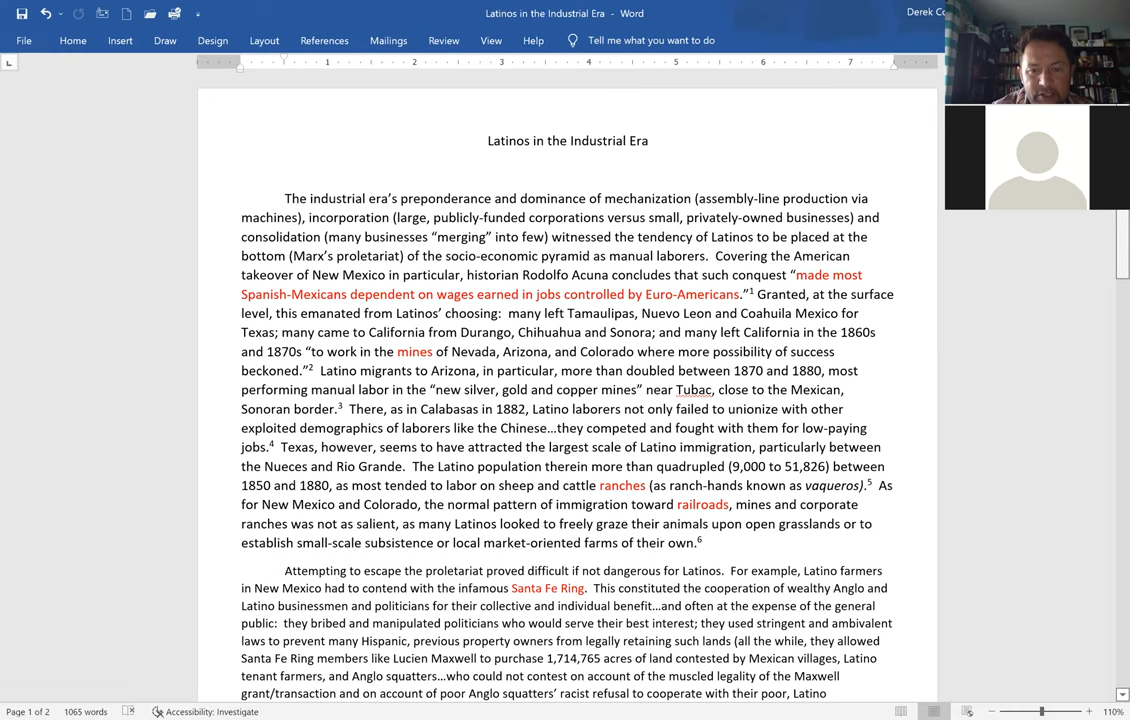 Latinos in the Industrial Era - Word
Derek Co
File Home Insert Draw Design Layout References Mailings Review View Help Tell me what you want to do
1 2 3 4 5 6 7
Latinos in the Industrial Era
The industrial era's preponderance and dominance of mechanization (assembly-line production via
machines), incorporation (large, publicly-funded corporations versus small, privately-owned businesses) and
consolidation (many businesses "merging" into few) witnessed the tendency of Latinos to be placed at the
bottom (Marx's proletariat) of the socio-economic pyramid as manual laborers. Covering the American
takeover of New Mexico in particular, historian Rodolfo Acuna concludes that such conquest "made most
Spanish-Mexicans dependent on wages earned in jobs controlled by Euro-Americans."1 Granted, at the surface
level, this emanated from Latinos' choosing: many left Tamaulipas, Nuevo Leon and Coahuila Mexico for
Texas; many came to California from Durango, Chihuahua and Sonora; and many left California in the 1860s
and 1870s "to work in the mines of Nevada, Arizona, and Colorado where more possibility of success
beckoned."2 Latino migrants to Arizona, in particular, more than doubled between 1870 and 1880, most
performing manual labor in the "new silver, gold and copper mines" near Tubac, close to the Mexican,
Sonoran border.3 There, as in Calabasas in 1882, Latino laborers not only failed to unionize with other
exploited demographics of laborers like the Chinese…they competed and fought with them for low-paying
jobs.4 Texas, however, seems to have attracted the largest scale of Latino immigration, particularly between
the Nueces and Rio Grande. The Latino population therein more than quadrupled (9,000 to 51,826) between
1850 and 1880, as most tended to labor on sheep and cattle ranches (as ranch-hands known as vaqueros).5 As
for New Mexico and Colorado, the normal pattern of immigration toward railroads, mines and corporate
ranches was not as salient, as many Latinos looked to freely graze their animals upon open grasslands or to
establish small-scale subsistence or local market-oriented farms of their own.6
Attempting to escape the proletariat proved difficult if not dangerous for Latinos. For example, Latino farmers
in New Mexico had to contend with the infamous Santa Fe Ring. This constituted the cooperation of wealthy Anglo and
Latino businessmen and politicians for their collective and individual benefit…and often at the expense of the general
public: they bribed and manipulated politicians who would serve their best interest; they used stringent and ambivalent
laws to prevent many Hispanic, previous property owners from legally retaining such lands (all the while, they allowed
Santa Fe Ring members like Lucien Maxwell to purchase 1,714,765 acres of land contested by Mexican villages, Latino
tenant farmers, and Anglo squatters…who could not contest on account of the muscled legality of the Maxwell
grant/transaction and on account of poor Anglo squatters' racist refusal to cooperate with their poor, Latino
Page 1 of 2 1065 words Accessibility: Investigate 110%